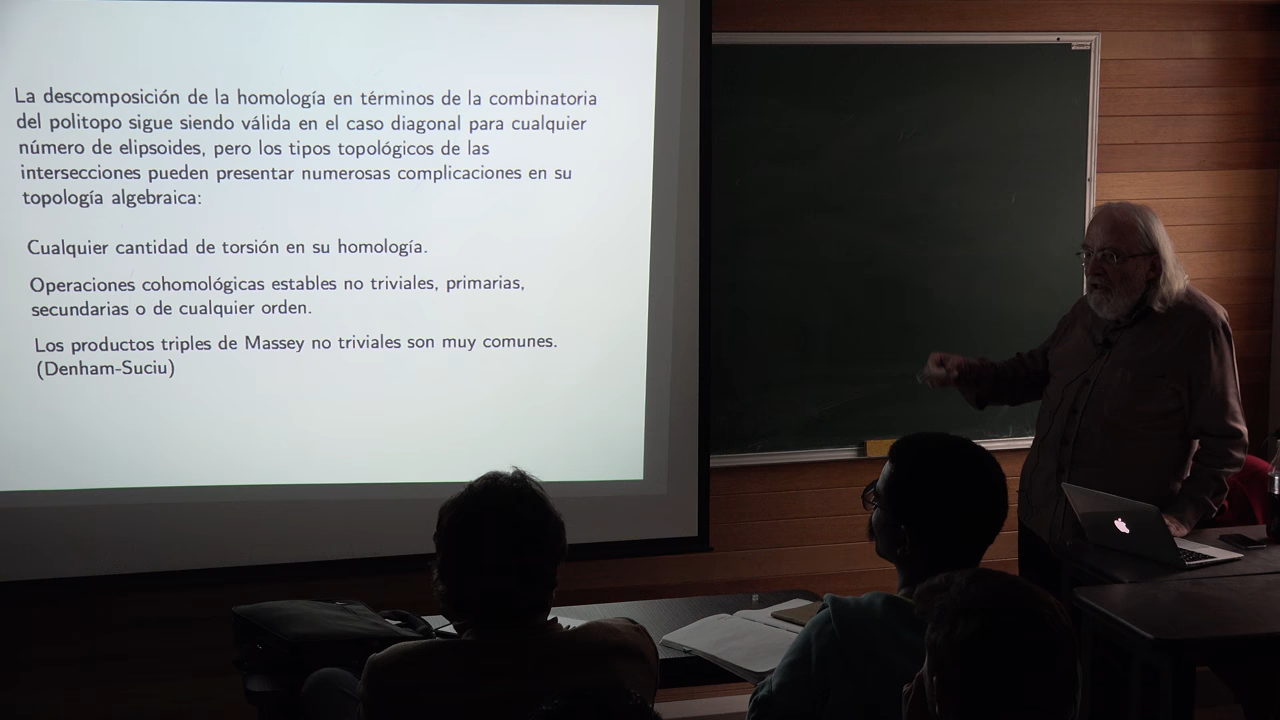 La descomposición de la homología en términos de la combinatoria
del politopo sigue siendo válida en el caso diagonal para cualquier
número de elipsoides, pero los tipos topológicos de las
intersecciones pueden presentar numerosas complicaciones en su
topología algebraica:
Cualquier cantidad de torsión en su homología.
Operaciones cohomológicas estables no triviales, primarias,
secundarias o de cualquier orden.
Los productos triples de Massey no triviales son muy comunes.
(Denham-Suciu)